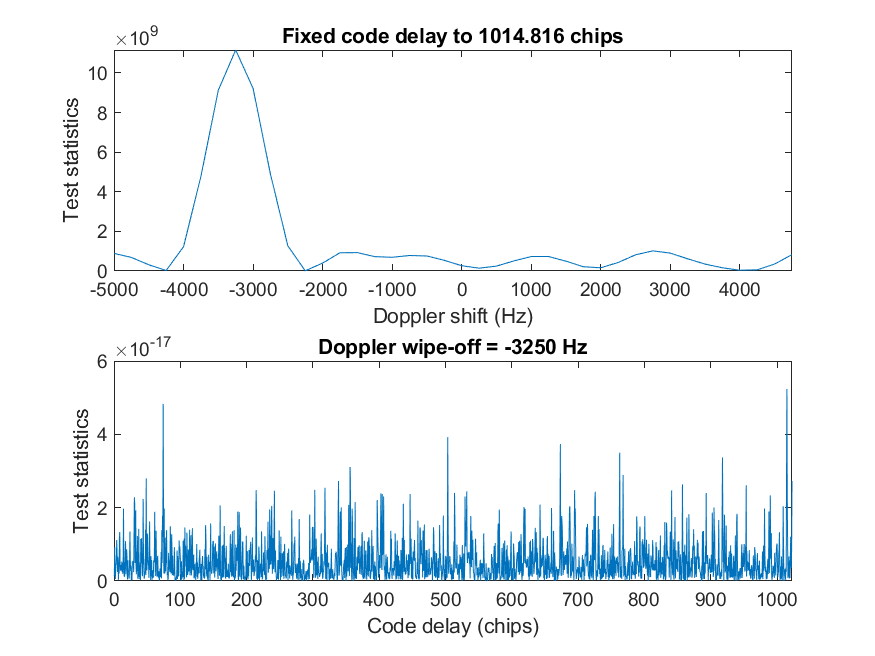 ×10^9
Fixed code delay to 1014.816 chips
10
8
6
4
2
0
Test statistics
-5000 -4000 -3000 -2000 -1000 0 1000 2000 3000 4000
Doppler shift (Hz)
×10^-17
Doppler wipe-off = -3250 Hz
6
4
2
0
Test statistics
0 100 200 300 400 500 600 700 800 900 1000
Code delay (chips)